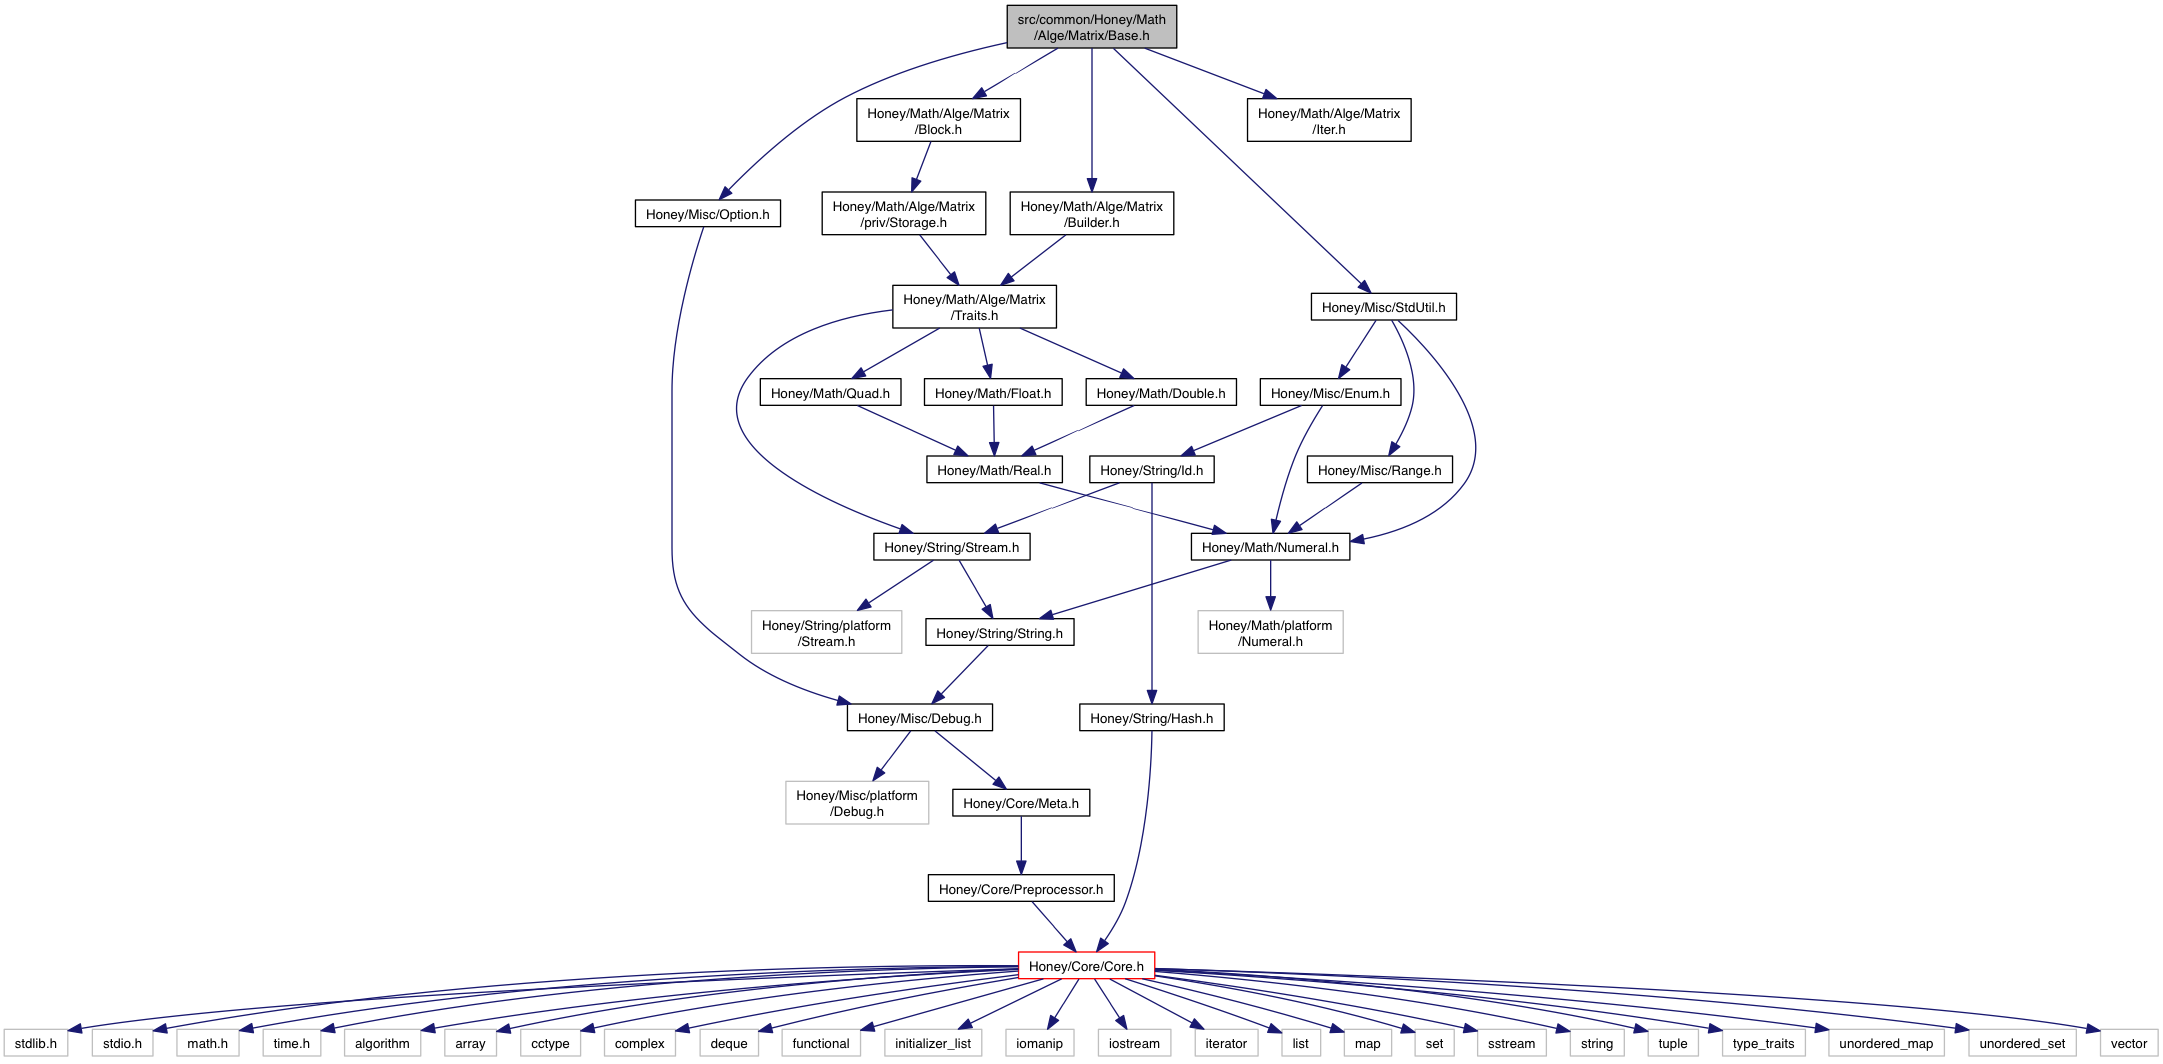 src/common/Honey/Math
/Alge/Matrix/Base.h
Honey/Math/Alge/Matrix
/Block.h
Honey/Math/Alge/Matrix
/Iter.h
Honey/Misc/Option.h
Honey/Math/Alge/Matrix
/priv/Storage.h
Honey/Math/Alge/Matrix
/Builder.h
Honey/Math/Alge/Matrix
/Traits.h
Honey/Misc/StdUtil.h
Honey/Math/Quad.h
Honey/Math/Float.h
Honey/Math/Double.h
Honey/Misc/Enum.h
Honey/Math/Real.h
Honey/String/Id.h
Honey/Misc/Range.h
Honey/String/Stream.h
Honey/Math/Numeral.h
Honey/String/platform
/Stream.h
Honey/String/String.h
Honey/Math/platform
/Numeral.h
Honey/Misc/Debug.h
Honey/String/Hash.h
Honey/Misc/platform
/Debug.h
Honey/Core/Meta.h
Honey/Core/Preprocessor.h
Honey/Core/Core.h
stdlib.h
stdio.h
math.h
time.h
algorithm
array
cctype
complex
deque
functional
initializer_list
iomanip
iostream
iterator
list
map
set
sstream
string
tuple
type_traits
unordered_map
unordered_set
vector